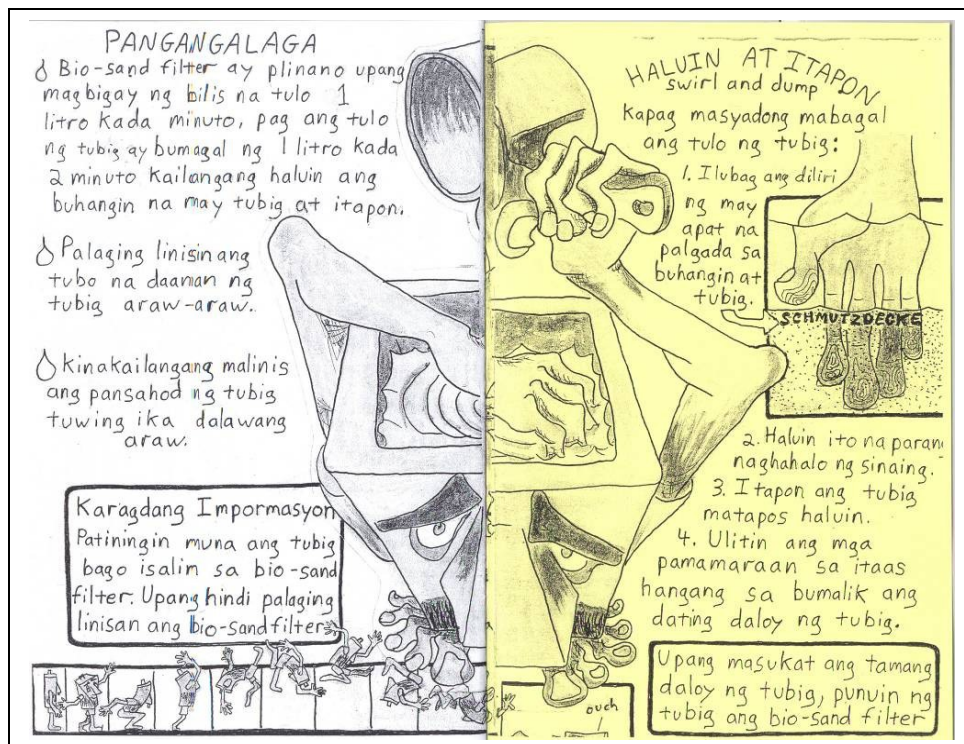 PANGANGALAGA
Bio-sand filter ay plinano upang
magbigay ng bilis na tulo 1
litro kada minuto, pag ang tulo
ng tubig ay bumagal ng 1 litro kada
2 minuto kailangang haluin ang
buhangin na may tubig at itapon.
Palaging linisin ang
tubo na daanan ng
tubig araw-araw.
Kinakailangang malinis
ang pansahod ng tubig
tuwing ika dalawang
araw.
Karagdang Impormasyon
Patiningin muna ang tubig
bago isalin sa bio-sand
filter. Upang hindi palaging
linisan ang bio-sand filter.
HALUIN AT ITAPON
swirl and dump
Kapag masyadong mabagal
ang tulo ng tubig:
1. Ilubag ang diliri
ng may
apat na
palgada sa
buhangin at
tubig.
SCHMUTZDECKE
2. Haluin ito na paran
naghahalo ng sinaing.
3. Itapon ang tubig
matapos haluin.
4. Ulitin ang mga
pamamaraan sa itaas
hangang sa bumalik ang
dating daloy ng tubig.
Upang masukat ang tamang
daloy ng tubig, punuin ng
tubig ang bio-sand filter
ouch